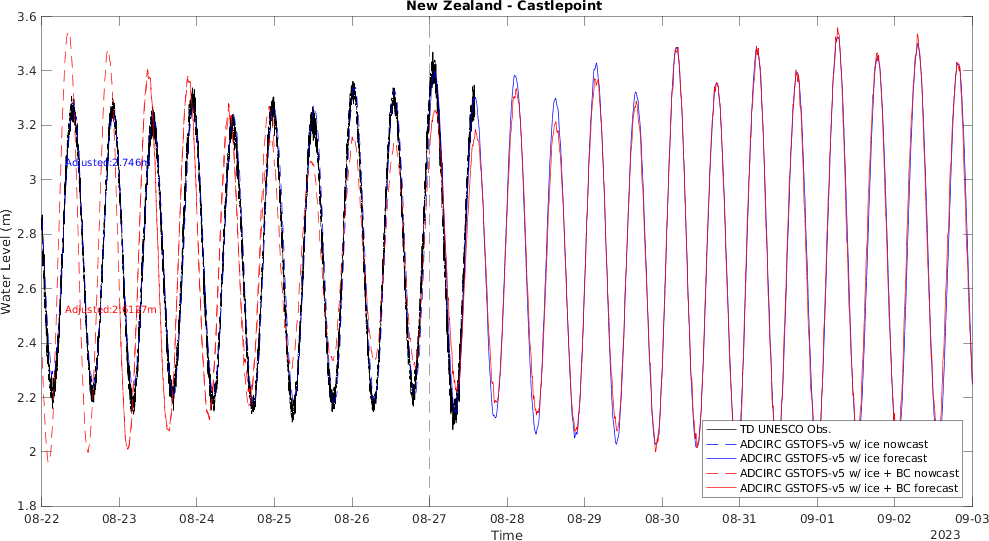 New Zealand - Castlepoint
3.6
3.4
3.2
3
2.8
2.6
2.4
2.2
2
1.8
Water Level (m)
Adjusted:2.746m
Adjusted:2.6127m
TD UNESCO Obs.
ADCIRC GSTOFS-v5 w/ ice nowcast
ADCIRC GSTOFS-v5 w/ ice forecast
ADCIRC GSTOFS-v5 w/ ice + BC nowcast
ADCIRC GSTOFS-v5 w/ ice + BC forecast
08-22 08-23 08-24 08-25 08-26 08-27 08-28 08-29 08-30 08-31 09-01 09-02 09-03
Time
2023